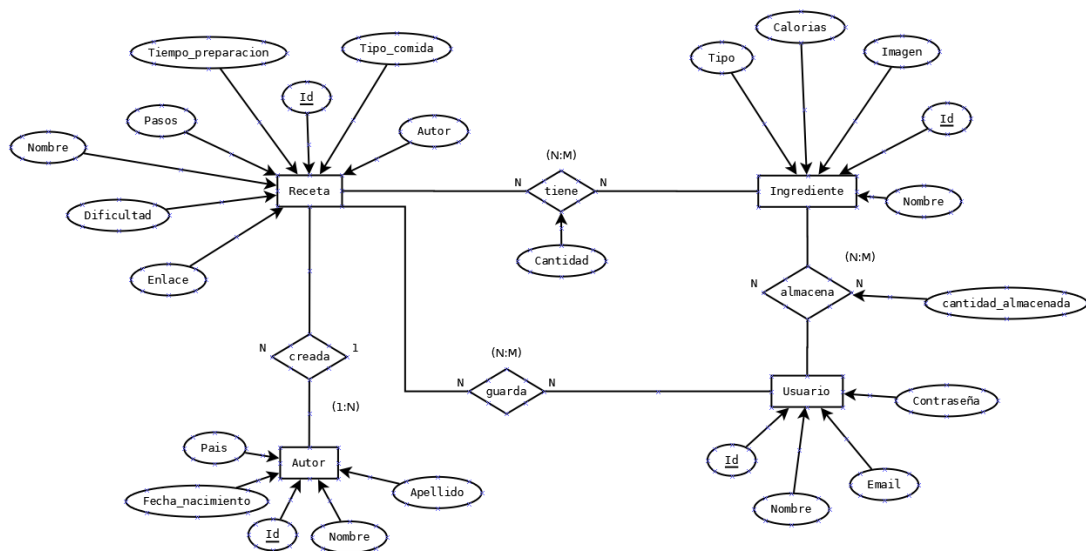 Tiempo_preparacion
Tipo_comida
Id
Pasos
Autor
Nombre
Receta
Dificultad
Enlace
Calorias
Tipo
Imagen
Id
(N:M)
N
tiene
N
Ingrediente
Nombre
Cantidad
(N:M)
N
almacena
N
cantidad_almacenada
N
creada
1
(N:M)
N
guarda
N
Usuario
Contraseña
Id
Nombre
Email
(1:N)
Pais
Autor
Fecha_nacimiento
Id
Nombre
Apellido